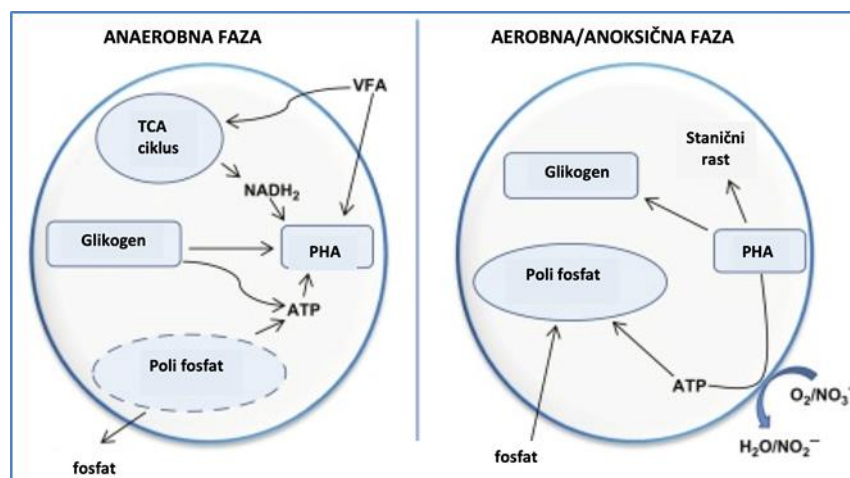 ANAEROBNA FAZA
VFA
TCA
ciklus
NADH₂
Glikogen
PHA
ATP
Poli fosfat
fosfat
AEROBNA/ANOKSIČNA FAZA
Stanični
rast
Glikogen
PHA
Poli fosfat
ATP
O₂/NO₃⁻
H₂O/NO₂⁻
fosfat